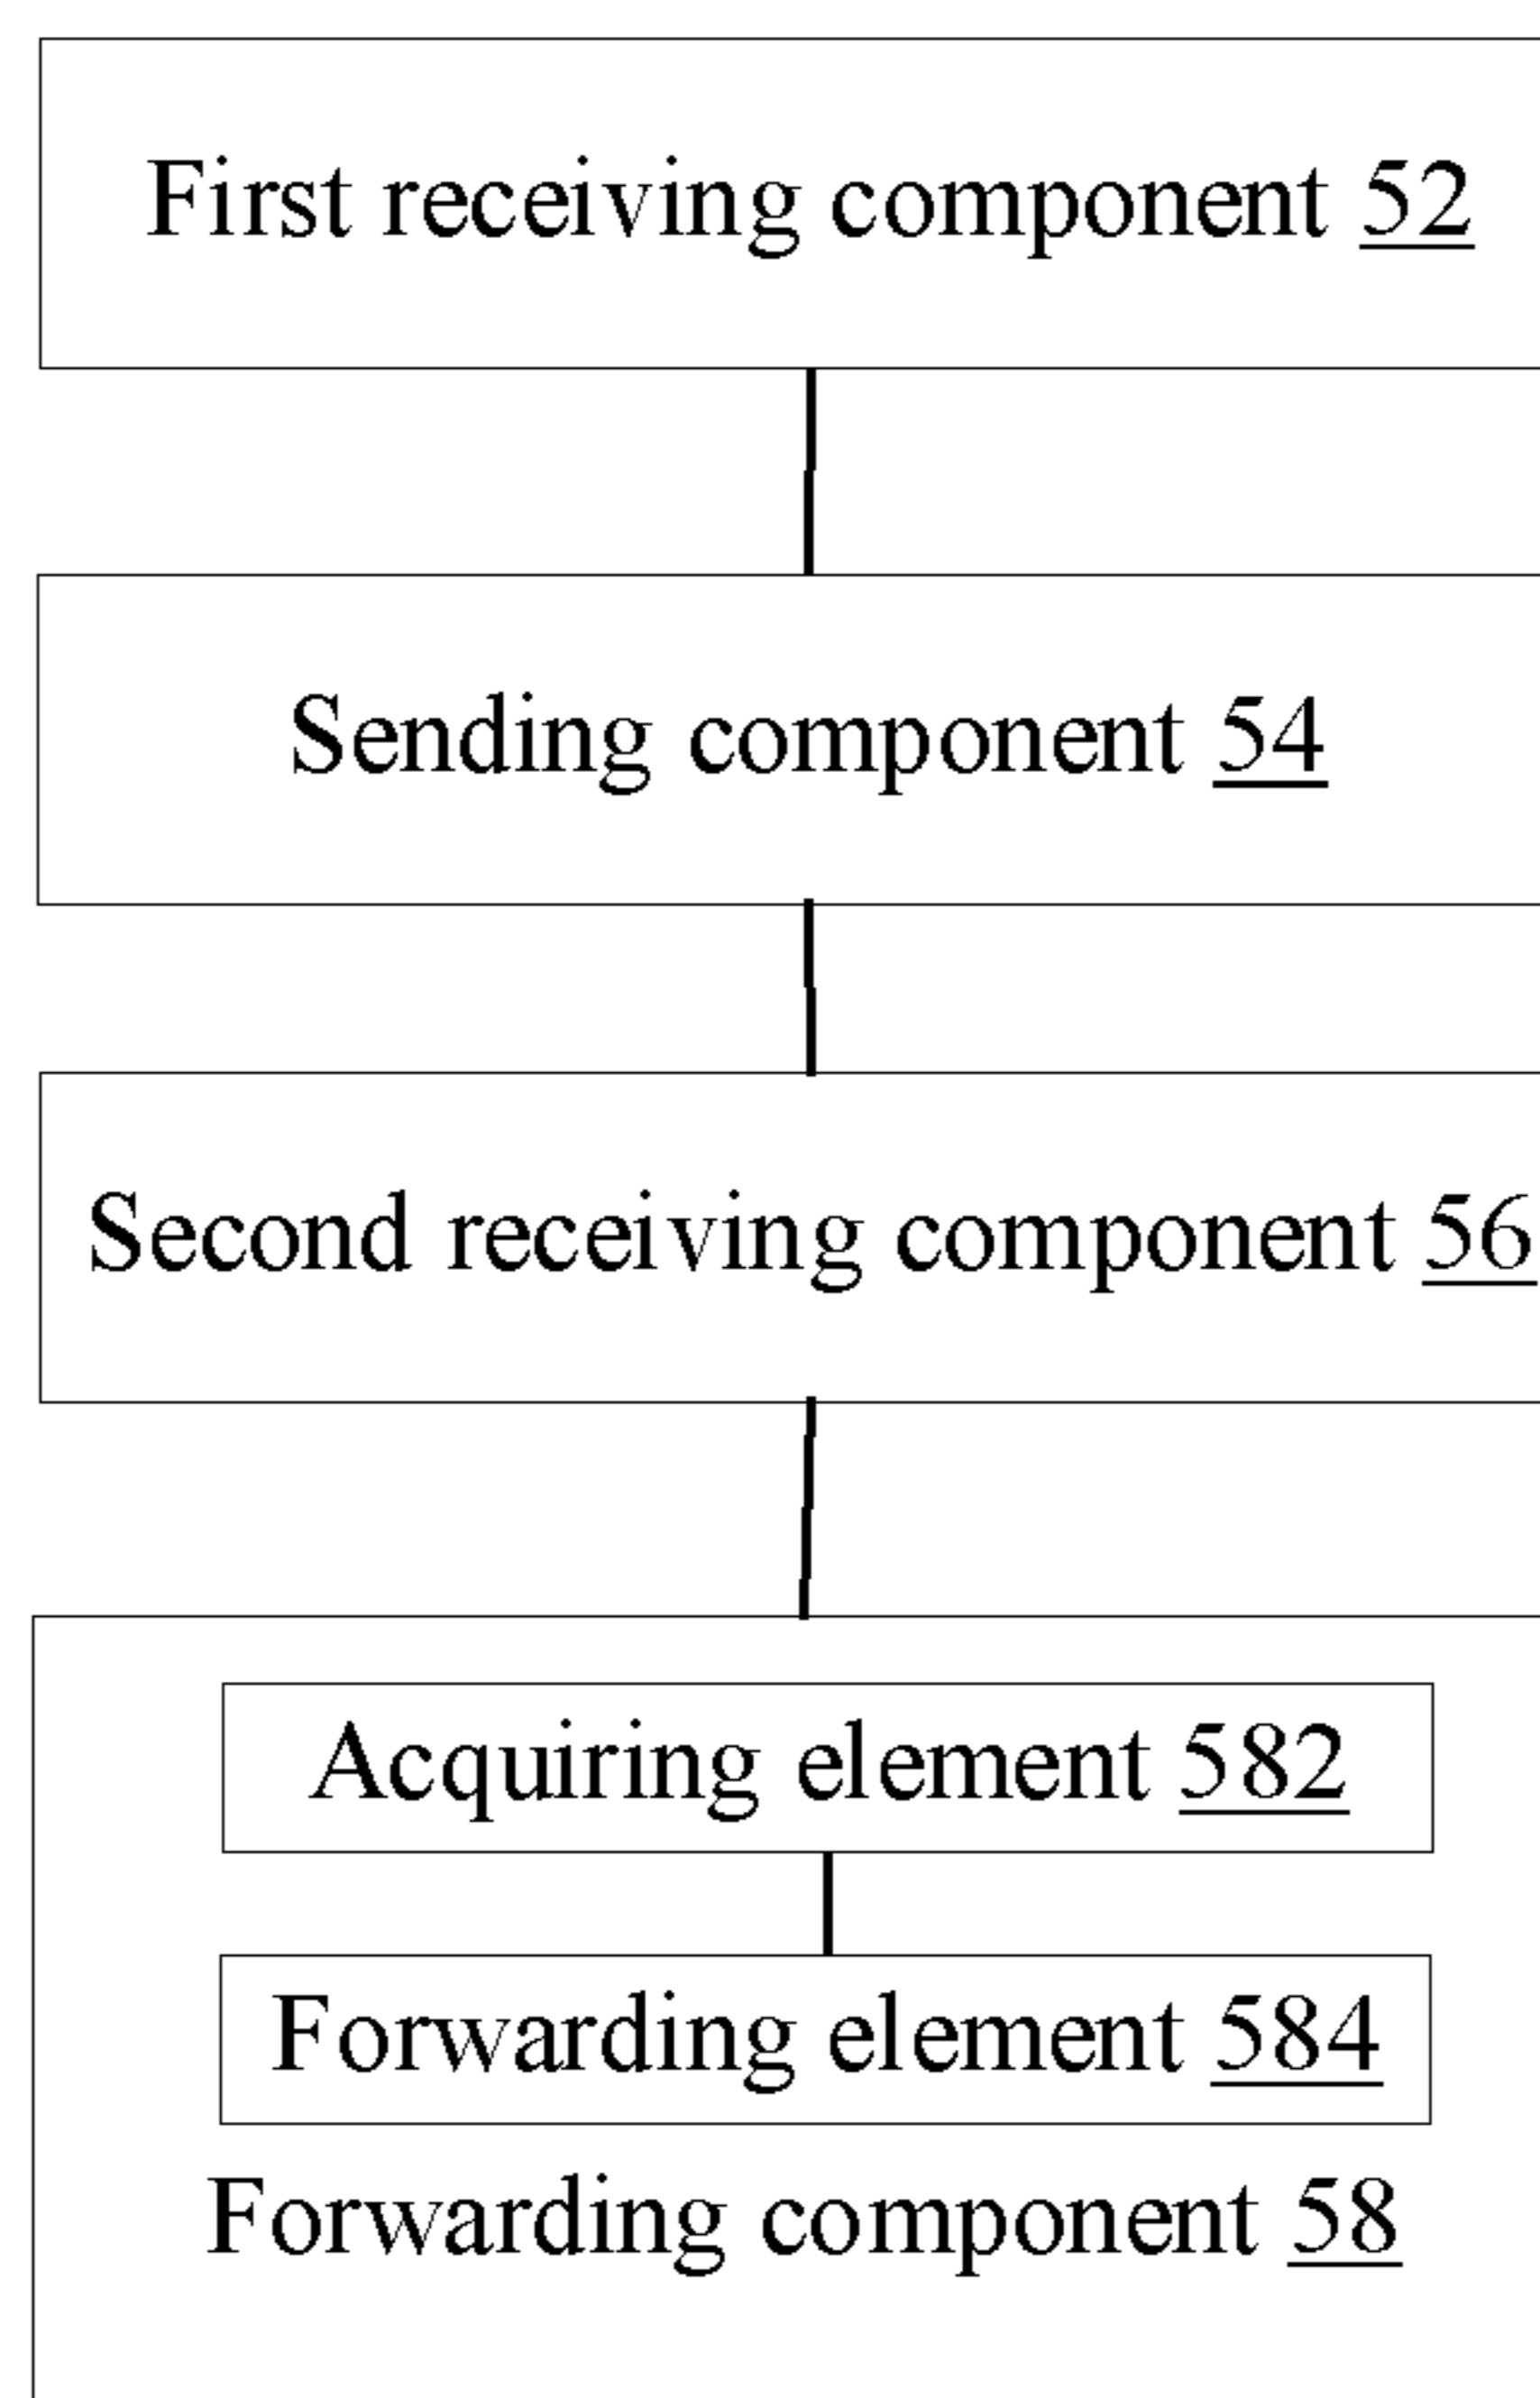 First receiving component 52
Sending component 54
Second receiving component 56
Acquiring element 582
Forwarding element 584
Forwarding component 58